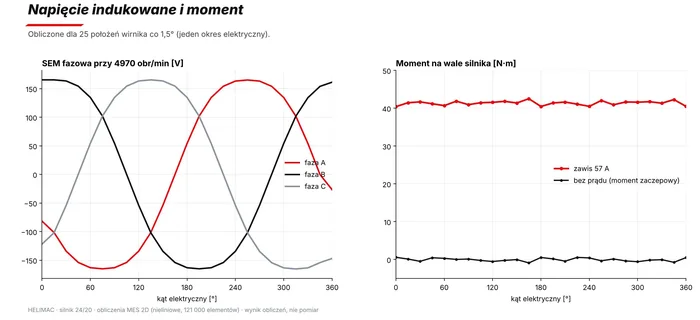 Napięcie indukowane i moment
Obliczone dla 25 położeń wirnika co 1,5° (jeden okres elektryczny).
SEM fazowa przy 4970 obr/min [V]
150
100
50
0
−50
−100
−150
faza A
faza B
faza C
0 60 120 180 240 300 360
kąt elektryczny [°]
Moment na wale silnika [N·m]
50
40
30
20
10
0
zawis 57 A
bez prądu (moment zaczepowy)
0 60 120 180 240 300 360
kąt elektryczny [°]
HELIMAC · silnik 24/20 · obliczenia MES 2D (nieliniowe, 121 000 elementów) · wynik obliczeń, nie pomiar